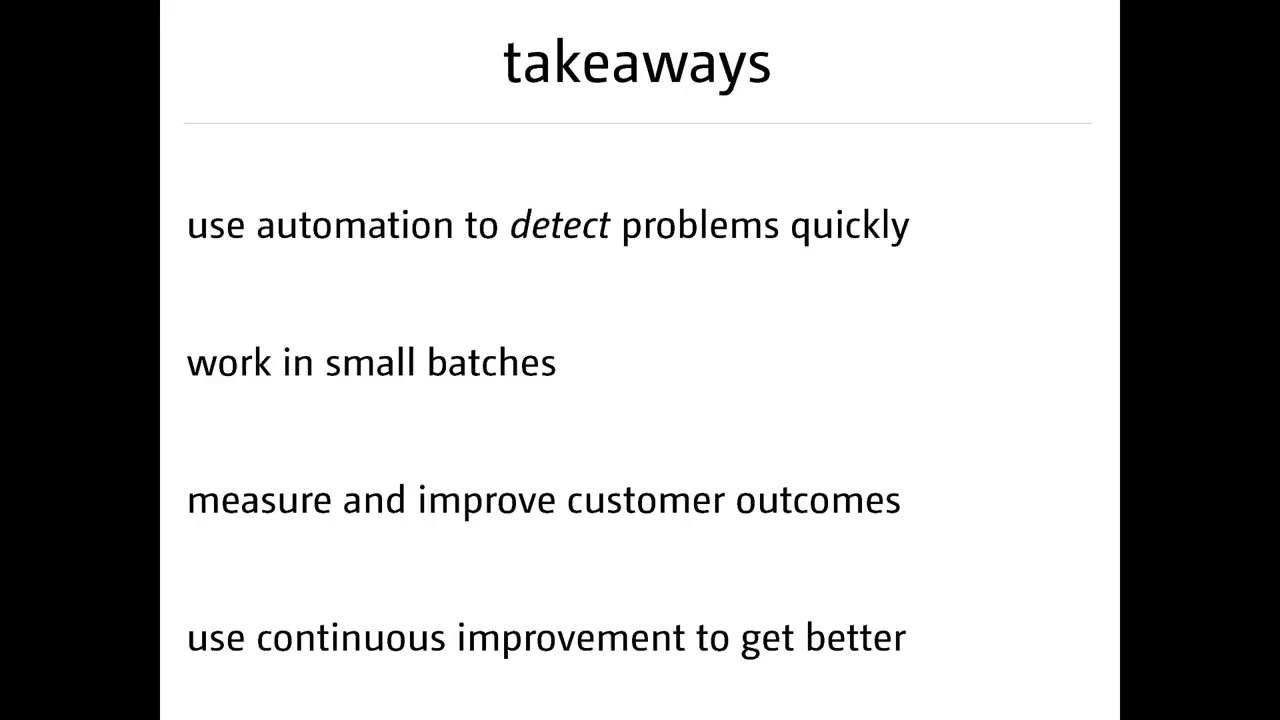 takeaways
use automation to detect problems quickly
work in small batches
measure and improve customer outcomes
use continuous improvement to get better